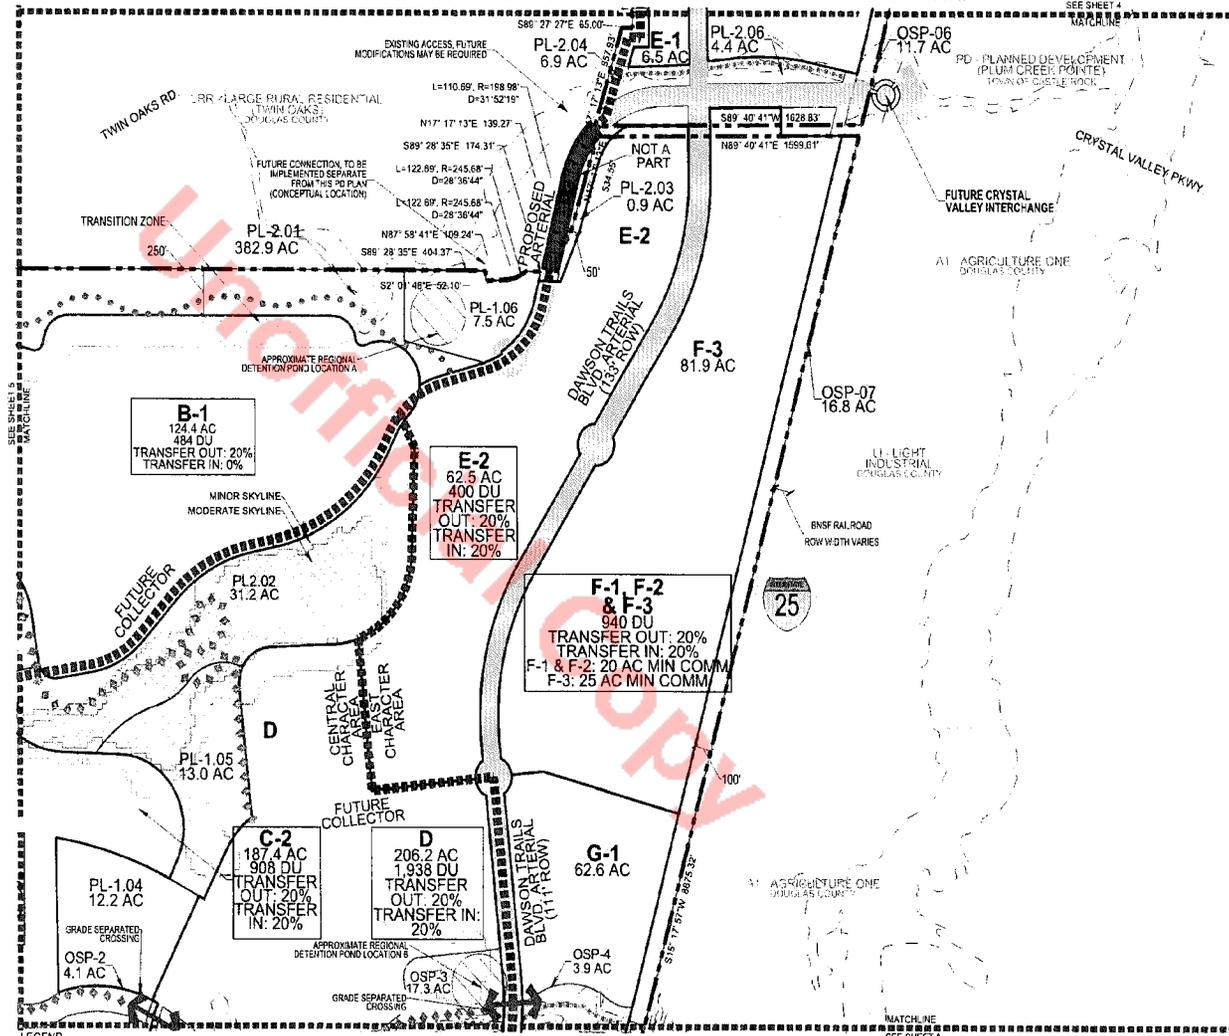 SEE SHEET 4
MATCHLINE
S89° 27' 27"E 65.00'
E-1
6.5 AC
PL-2.04
6.9 AC
PL-2.06
4.4 AC
OSP-06
11.7 AC
EXISTING ACCESS, FUTURE
MODIFICATIONS MAY BE REQUIRED
PD - PLANNED DEVELOPMENT
(PLUM CREEK POINTE)
TOWN OF CASTLE ROCK
TWIN OAKS RD
LRR - LARGE RURAL RESIDENTIAL
(TWIN OAKS)
DOUGLAS COUNTY
L=110.69', R=198.98'
D=31°52'19"
N17° 17' 13"E 139.27'
S89° 28' 35"E 174.31'
L=122.69', R=245.68'
D=28°36'44"
L=122.69', R=245.68'
D=28°36'44"
N87° 58' 41"E 109.24'
S89° 28' 35"E 404.37'
S2° 01' 48"E 52.10'
S89° 40' 41"W 1628.83'
N89° 40' 41"E 1599.61'
NOT A
PART
PL-2.03
0.9 AC
E-2
CRYSTAL VALLEY PKWY
FUTURE CRYSTAL
VALLEY INTERCHANGE
FUTURE CONNECTION, TO BE
IMPLEMENTED SEPARATE
FROM THIS PD PLAN
(CONCEPTUAL LOCATION)
PROPOSED
ARTERIAL
TRANSITION ZONE
250'
PL-2.01
382.9 AC
50'
A1 - AGRICULTURE ONE
DOUGLAS COUNTY
PL-1.06
7.5 AC
APPROXIMATE REGIONAL
DETENTION POND LOCATION A
DAWSON TRAILS
BLVD, ARTERIAL
(133' ROW)
F-3
81.9 AC
OSP-07
16.8 AC
SEE SHEET 5
MATCHLINE
B-1
124.4 AC
484 DU
TRANSFER OUT: 20%
TRANSFER IN: 0%
E-2
62.5 AC
400 DU
TRANSFER
OUT: 20%
TRANSFER
IN: 20%
LI - LIGHT
INDUSTRIAL
DOUGLAS COUNTY
MINOR SKYLINE
MODERATE SKYLINE
BNSF RAILROAD
ROW WIDTH VARIES
FUTURE
COLLECTOR
PL2.02
31.2 AC
F-1, F-2
& F-3
940 DU
TRANSFER OUT: 20%
TRANSFER IN: 20%
F-1 & F-2: 20 AC MIN COMM
F-3: 25 AC MIN COMM
INTERSTATE
25
D
CENTRAL
CHARACTER
AREA
EAST
CHARACTER
AREA
PL-1.05
13.0 AC
100'
FUTURE
COLLECTOR
C-2
187.4 AC
908 DU
TRANSFER
OUT: 20%
TRANSFER
IN: 20%
D
206.2 AC
1,938 DU
TRANSFER
OUT: 20%
TRANSFER IN:
20%
DAWSON TRAILS
BLVD, ARTERIAL
(111' ROW)
G-1
62.6 AC
S15° 17' 57"W 8675.32'
A1 - AGRICULTURE ONE
DOUGLAS COUNTY
PL-1.04
12.2 AC
GRADE SEPARATED
CROSSING
OSP-2
4.1 AC
APPROXIMATE REGIONAL
DETENTION POND LOCATION B
OSP-3
17.3 AC
GRADE SEPARATED
CROSSING
OSP-4
3.9 AC
MATCHLINE
Unofficial Copy